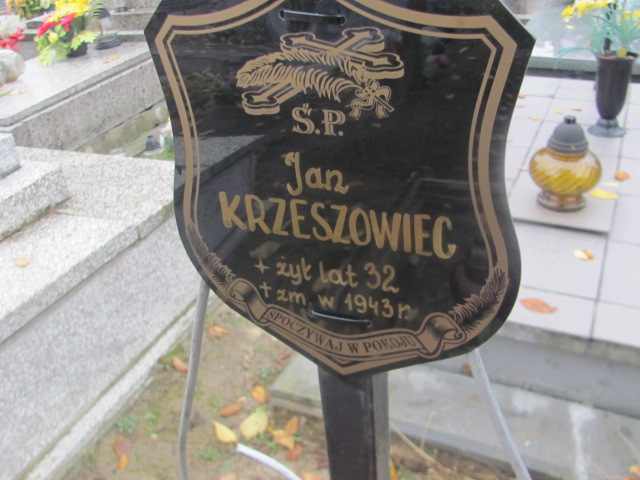 Ś.P.
Jan
KRZESZOWIEC
+ żył lat 32
+ zm. w 1943 r.
SPOCZYWAJ W POKOJU